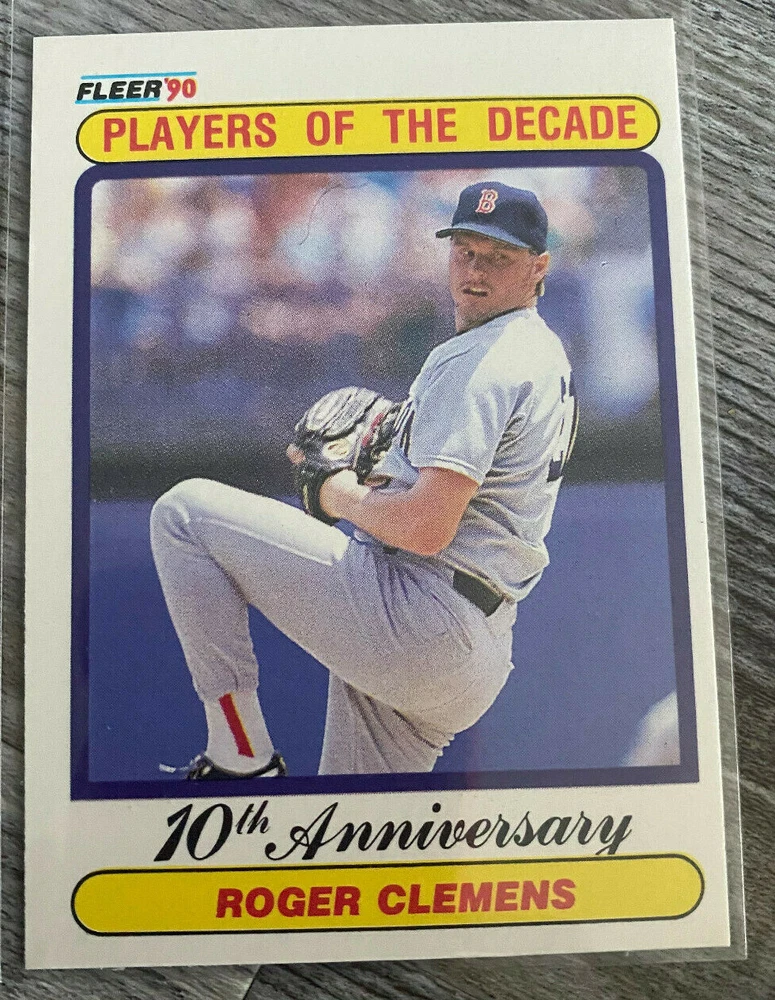 FLEER '90
PLAYERS OF THE DECADE
B
10th Anniversary
ROGER CLEMENS